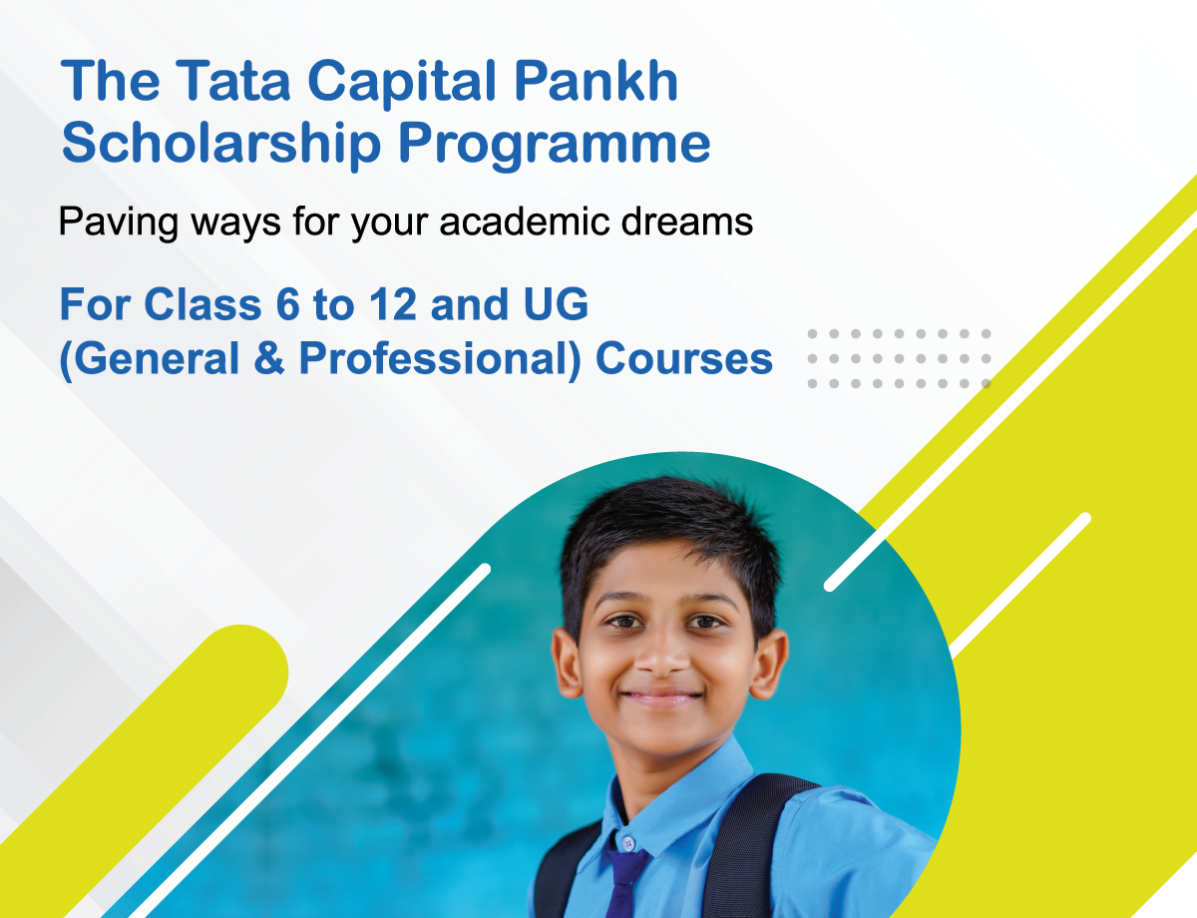 The Tata Capital Pankh
Scholarship Programme
Paving ways for your academic dreams
For Class 6 to 12 and UG
(General & Professional) Courses